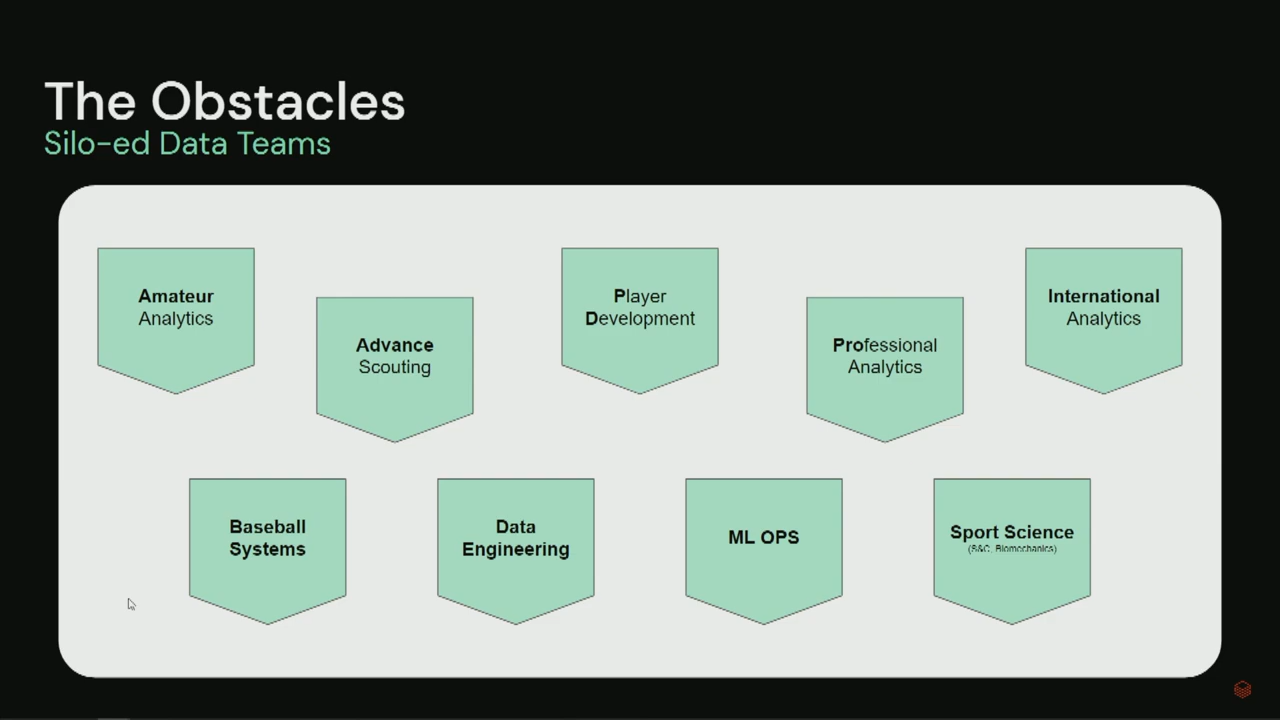 The Obstacles
Silo-ed Data Teams
Amateur
Analytics
Advance
Scouting
Player
Development
Professional
Analytics
International
Analytics
Baseball
Systems
Data
Engineering
ML OPS
Sport Science
(S&C, Biomechanics)